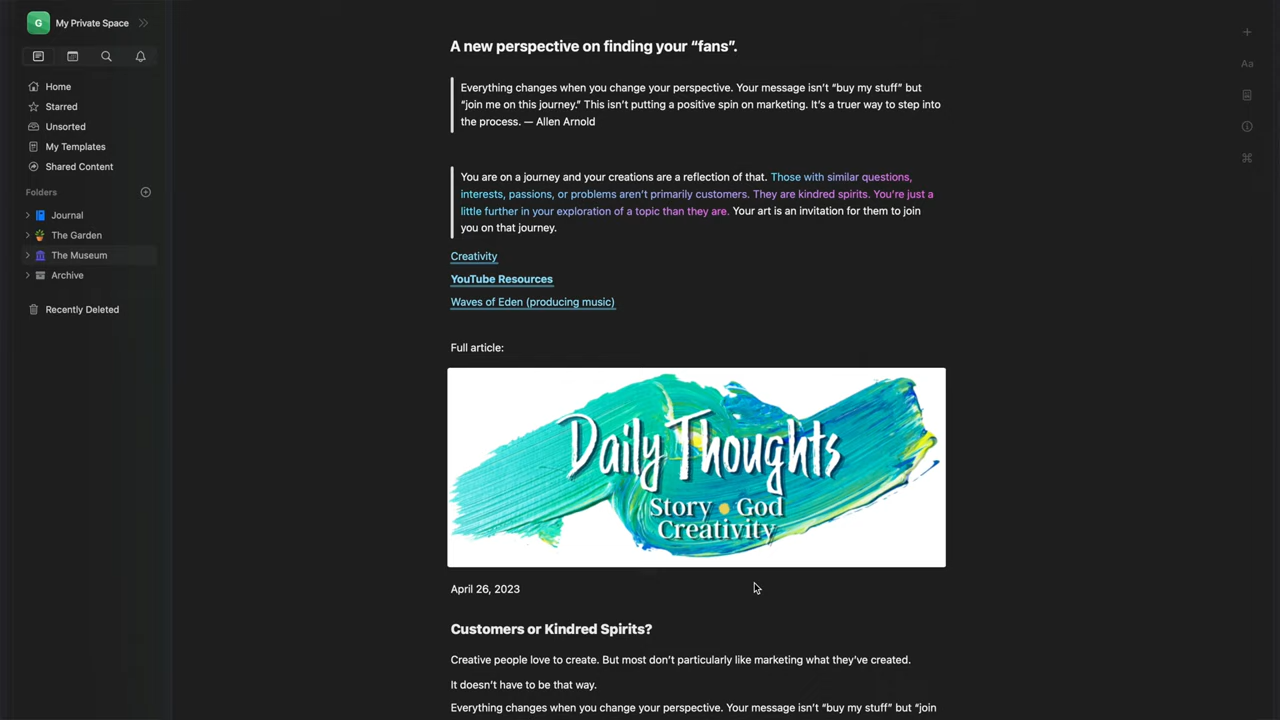 G My Private Space
Home
Starred
Unsorted
My Templates
Shared Content
Folders
Journal
The Garden
The Museum
Archive
Recently Deleted
A new perspective on finding your “fans”.
Everything changes when you change your perspective. Your message isn’t “buy my stuff” but
“join me on this journey.” This isn’t putting a positive spin on marketing. It’s a truer way to step into
the process. — Allen Arnold
You are on a journey and your creations are a reflection of that. Those with similar questions,
interests, passions, or problems aren’t primarily customers. They are kindred spirits. You’re just a
little further in your exploration of a topic than they are. Your art is an invitation for them to join
you on that journey.
Creativity
YouTube Resources
Waves of Eden (producing music)
Full article:
Daily Thoughts
Story • God
Creativity
April 26, 2023
Customers or Kindred Spirits?
Creative people love to create. But most don’t particularly like marketing what they’ve created.
It doesn’t have to be that way.
Everything changes when you change your perspective. Your message isn’t “buy my stuff” but “join
Aa